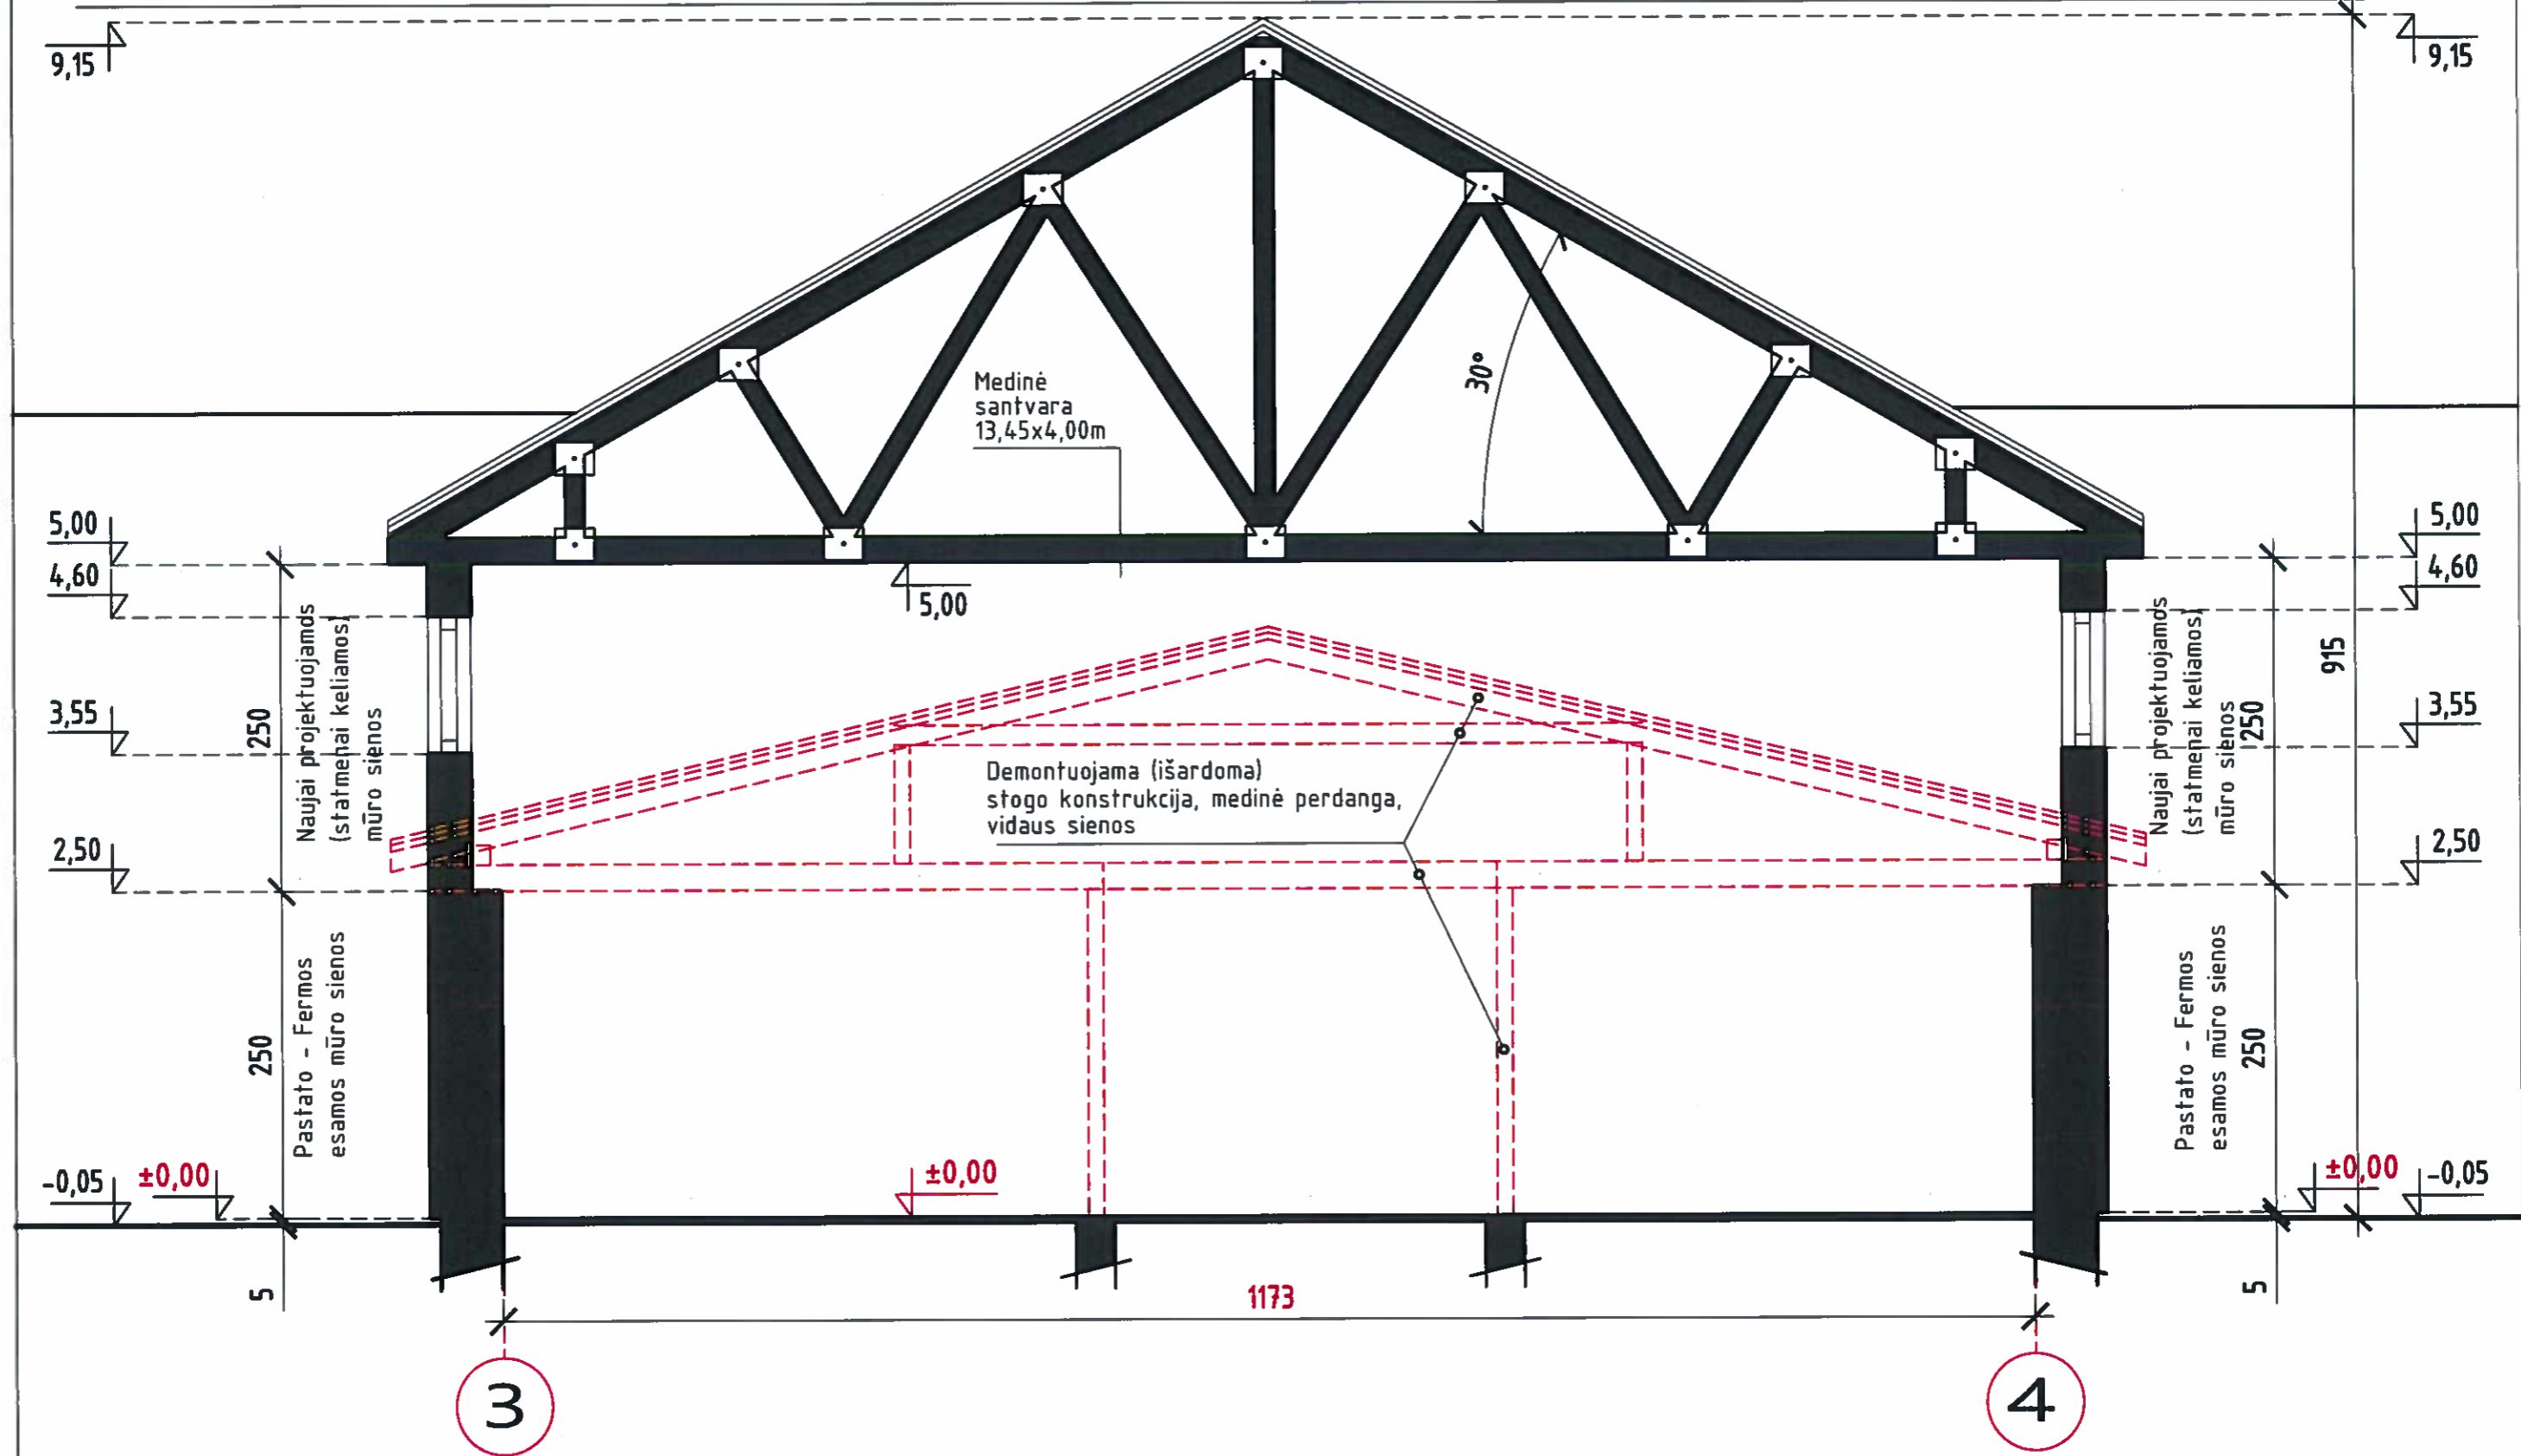 9,15
9,15
Medinė
santvara
13,45x4,00m
30°
5,00
5,00
4,60
4,60
5,00
Naujai projektuojamos
(statmenai keliamos)
mūro sienos
250
Naujai projektuojamos
(statmenai keliamos)
mūro sienos
250
915
3,55
3,55
Demontuojama (išardoma)
stogo konstrukcija, medinė perdanga,
vidaus sienos
2,50
2,50
Pastato - Fermos
esamos mūro sienos
250
Pastato - Fermos
esamos mūro sienos
250
-0,05
±0,00
±0,00
±0,00
-0,05
5
5
1173
3
4